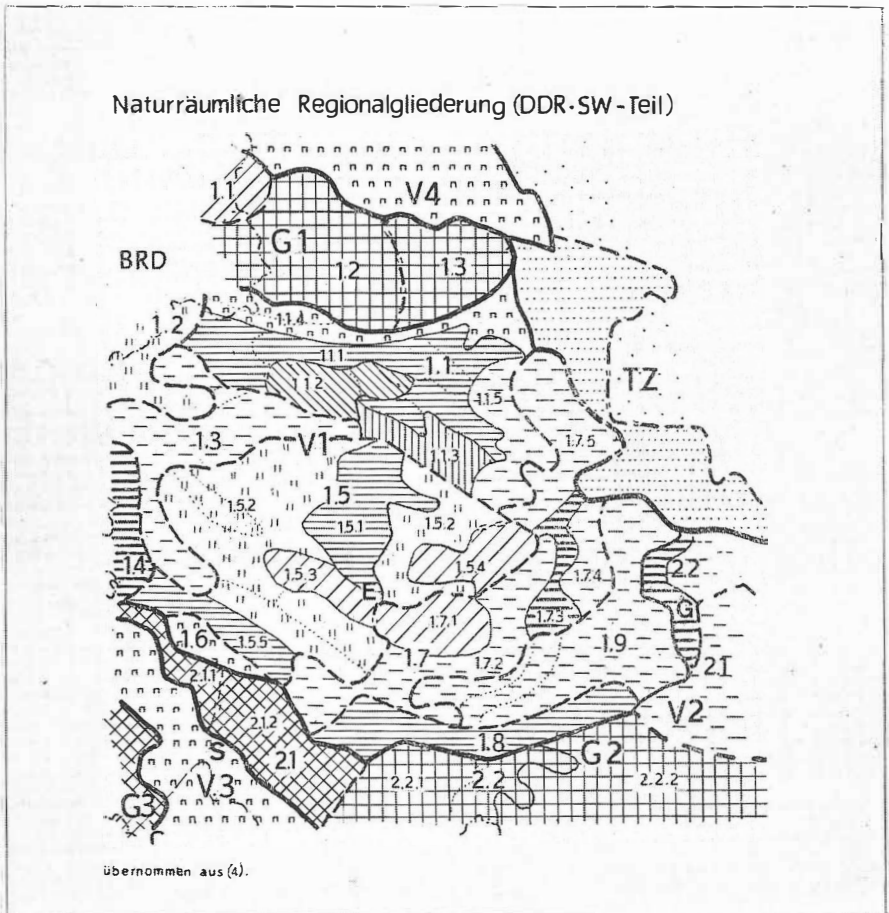 Naturräumliche Regionalgliederung (DDR-SW-Teil)
1.1
V4
BRD
G1
1.2
1.3
1.2
1.1.4
1.1.1
1.1
TZ
1.1.2
1.1.5
1.3
V1
1.1.3
1.7.5
1.5
1.5.2
1.5.1
1.5.2
1.4
1.5.3
1.5.4
1.7.4
2.2
E
G
1.7.1
1.7.3
1.6
1.5.5
1.7
1.7.2
1.9
2.1
2.1.1
V2
2.1.2
S
1.8
G2
V3
2.1
2.2.1
2.2
2.2.2
G3
übernommen aus (4).